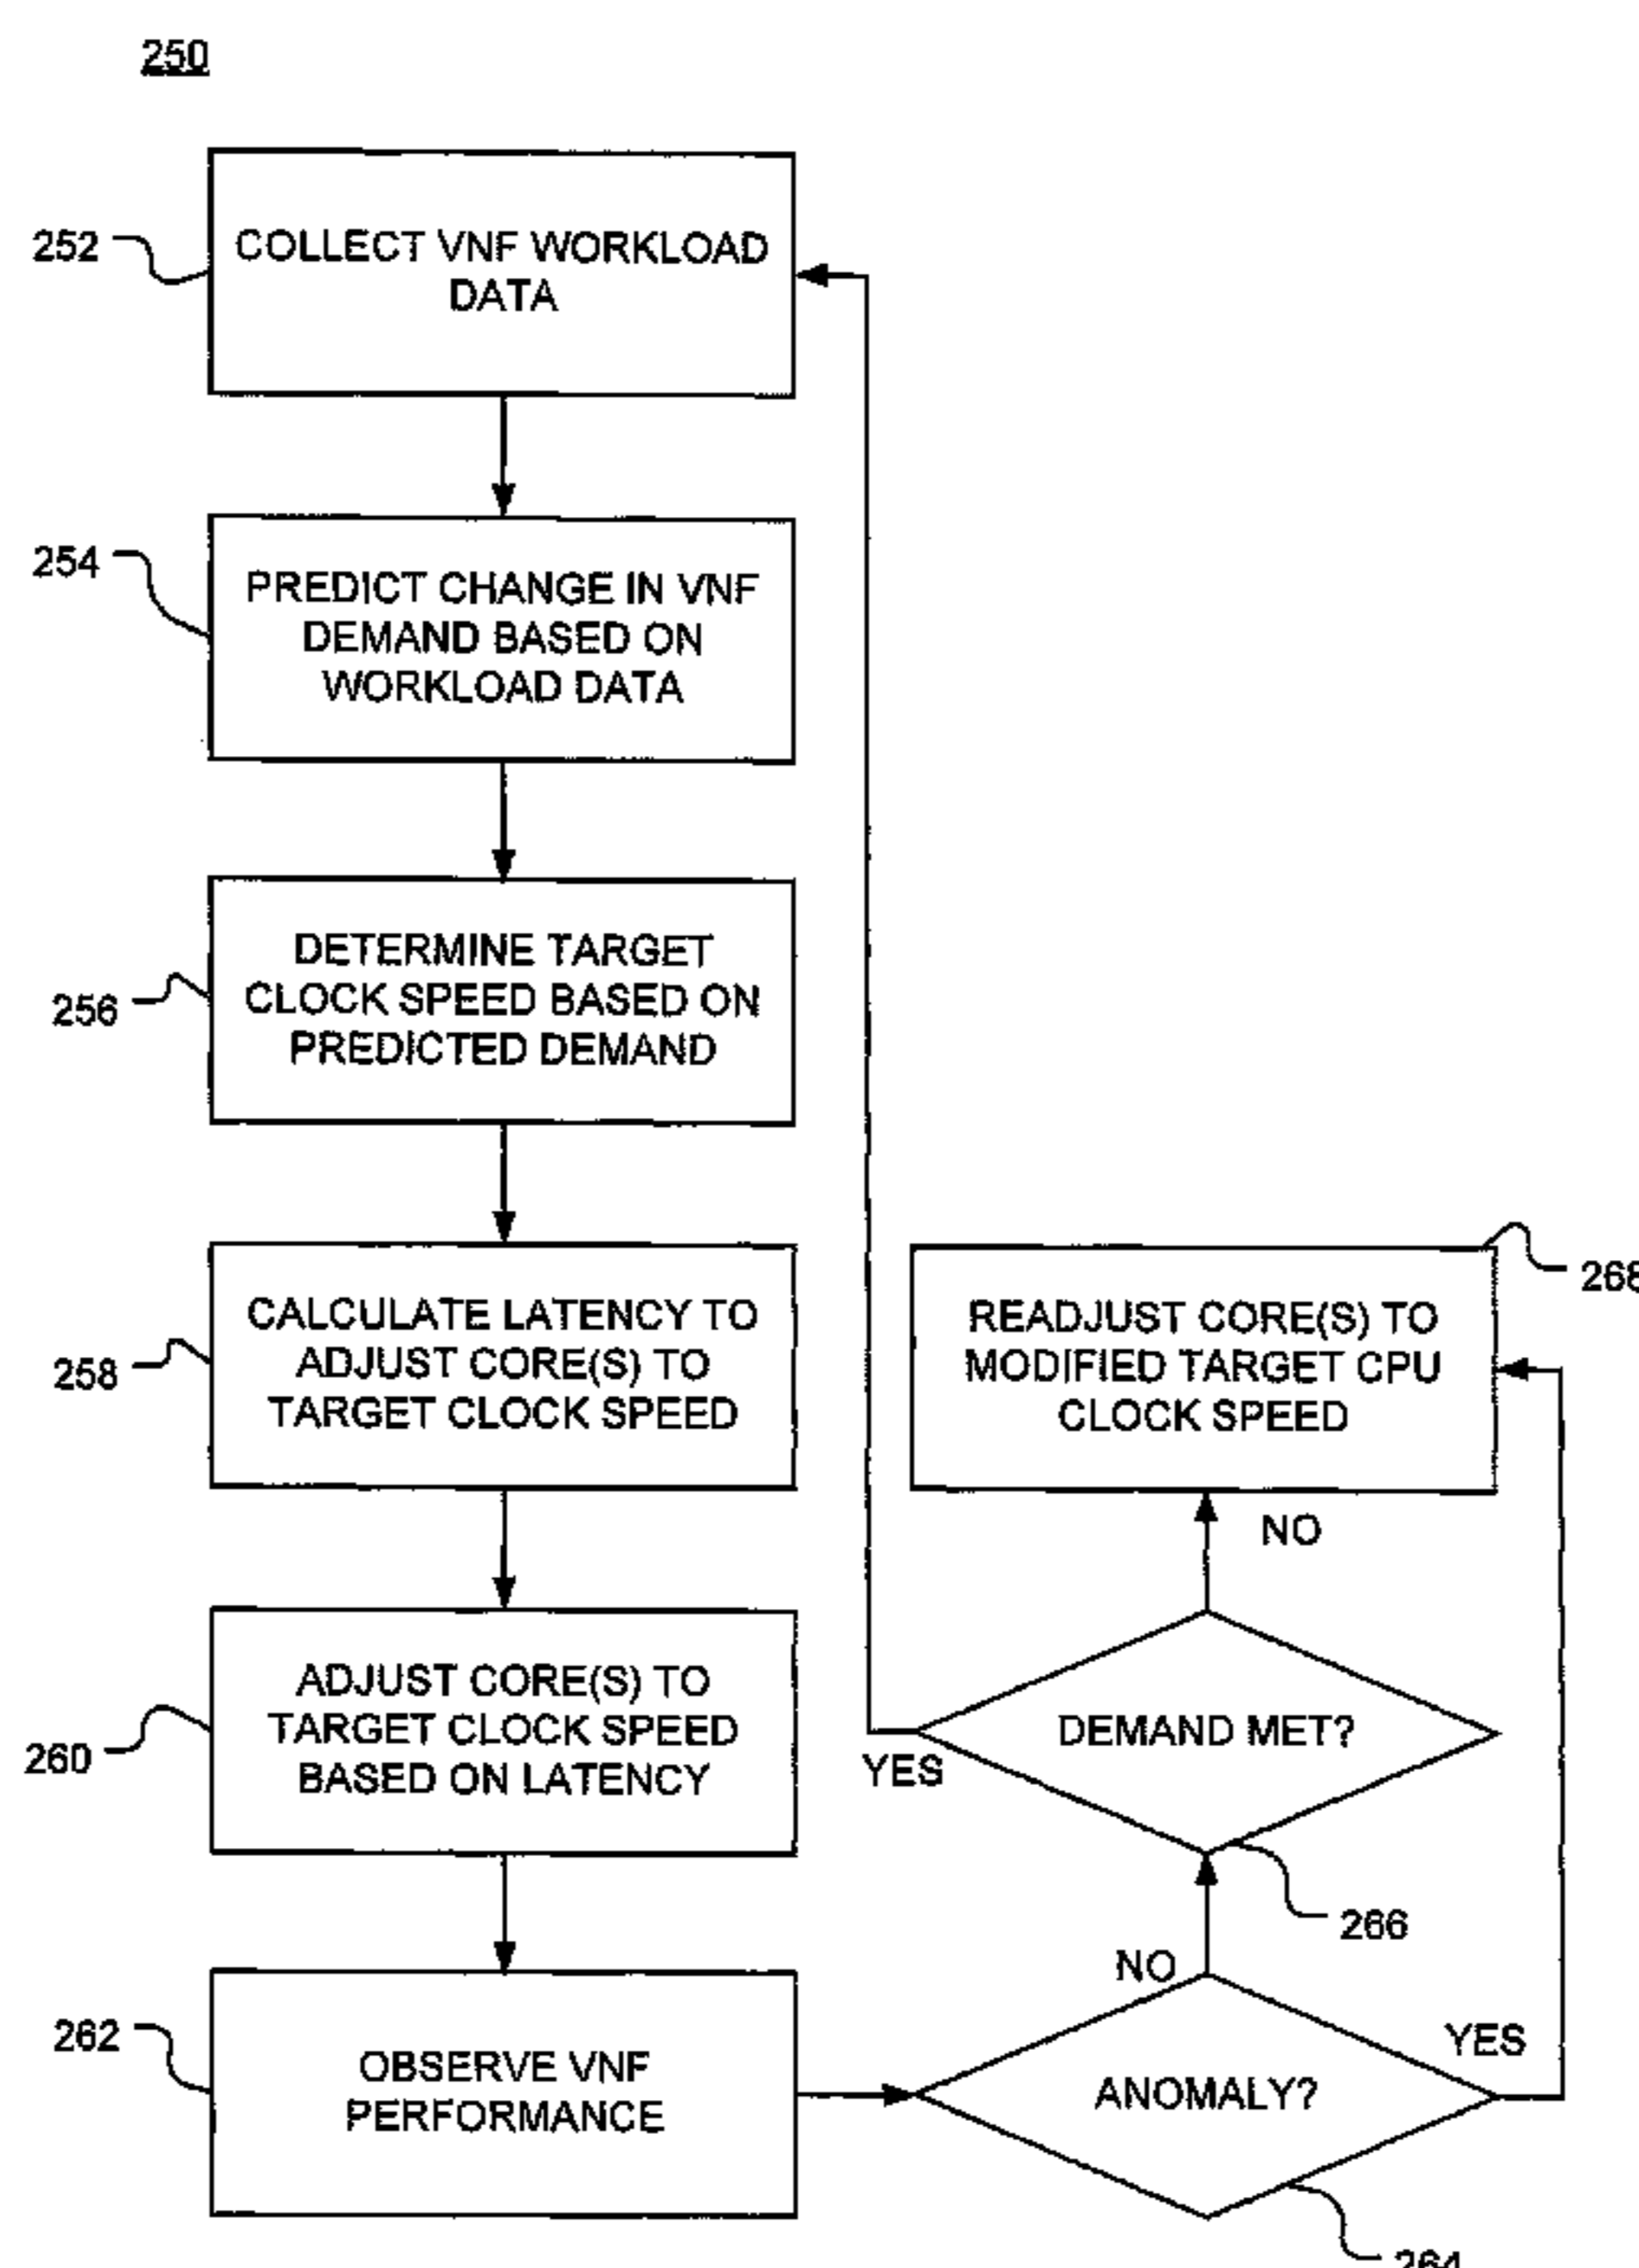 250
252
COLLECT VNF WORKLOAD
DATA
254
PREDICT CHANGE IN VNF
DEMAND BASED ON
WORKLOAD DATA
256
DETERMINE TARGET
CLOCK SPEED BASED ON
PREDICTED DEMAND
258
CALCULATE LATENCY TO
ADJUST CORE(S) TO
TARGET CLOCK SPEED
260
ADJUST CORE(S) TO
TARGET CLOCK SPEED
BASED ON LATENCY
262
OBSERVE VNF
PERFORMANCE
268
READJUST CORE(S) TO
MODIFIED TARGET CPU
CLOCK SPEED
NO
DEMAND MET?
YES
266
NO
YES
ANOMALY?
264